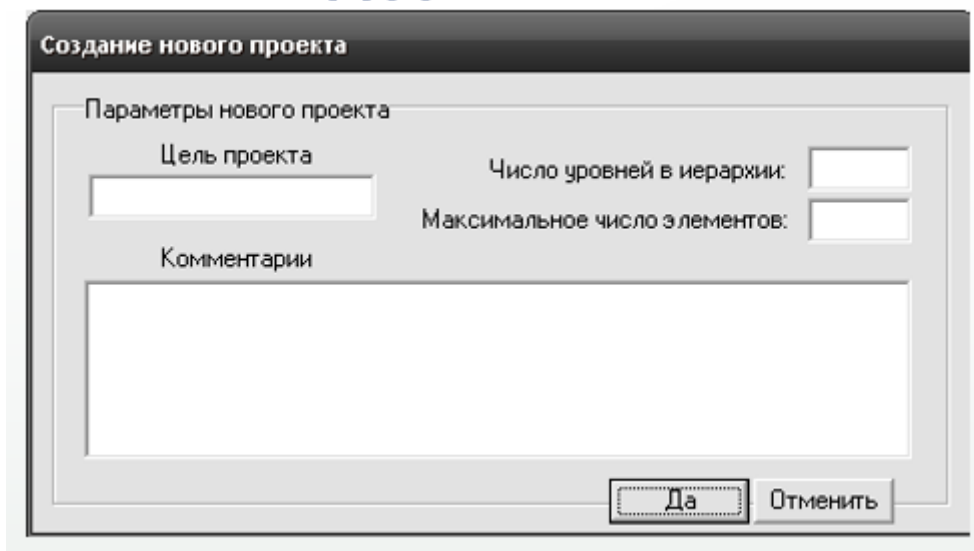 Создание нового проекта
Параметры нового проекта
Цель проекта
Число уровней в иерархии:
Максимальное число элементов:
Комментарии
Да
Отменить